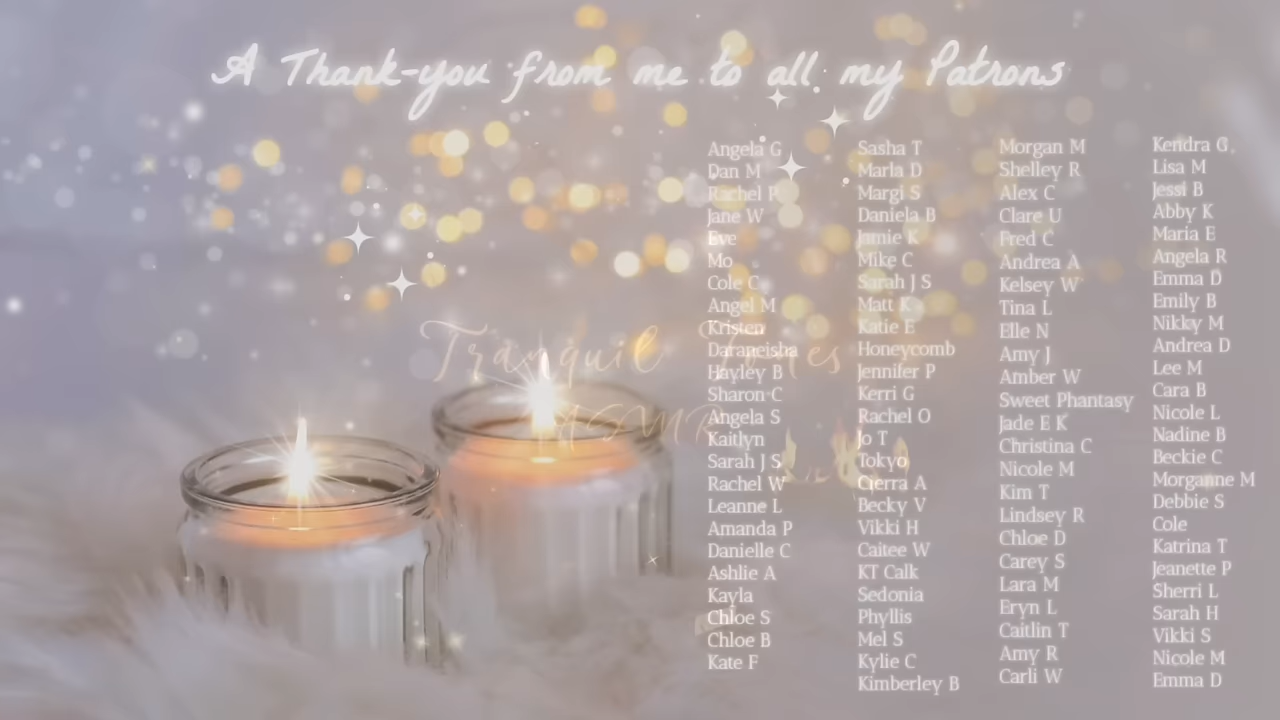 A Thank-you from me to all my Patrons
Angela G
Dan M
Rachel P
Jane W
Eve
Mo
Cole C
Angel M
Kristen
Daraneisha
Hayley B
Sharon C
Angela S
Kaitlyn
Sarah J S
Rachel W
Leanne L
Amanda P
Danielle C
Ashlie A
Kayla
Chloe S
Chloe B
Kate F
Sasha T
Marla D
Margi S
Daniela B
Jamie K
Mike C
Sarah J S
Matt K
Katie E
Honeycomb
Jennifer P
Kerri G
Rachel O
Jo T
Tokyo
Cierra A
Becky V
Vikki H
Caitee W
KT Calk
Sedonia
Phyllis
Mel S
Kylie C
Kimberley B
Morgan M
Shelley R
Alex C
Clare U
Fred C
Andrea A
Kelsey W
Tina L
Elle N
Amy J
Amber W
Sweet Phantasy
Jade E K
Christina C
Nicole M
Kim T
Lindsey R
Chloe D
Carey S
Lara M
Eryn L
Caitlin T
Amy R
Carli W
Kendra G
Lisa M
Jessi B
Abby K
Maria E
Angela R
Emma D
Emily B
Nikky M
Andrea D
Lee M
Cara B
Nicole L
Nadine B
Beckie C
Morganne M
Debbie S
Cole
Katrina T
Jeanette P
Sherri L
Sarah H
Vikki S
Nicole M
Emma D
Tranquil Tones
ASMR